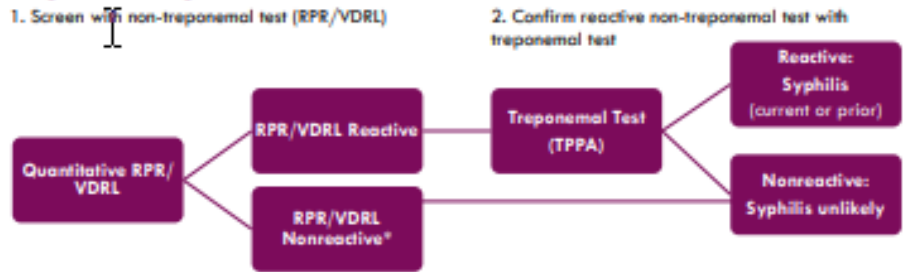 1. Screen with non-treponemal test (RPR/VDRL)
2. Confirm reactive non-treponemal test with
treponemal test
Quantitative RPR/
VDRL
RPR/VDRL Reactive
RPR/VDRL
Nonreactive*
Treponemal Test
(TPPA)
Reactive:
Syphilis
(current or prior)
Nonreactive:
Syphilis unlikely